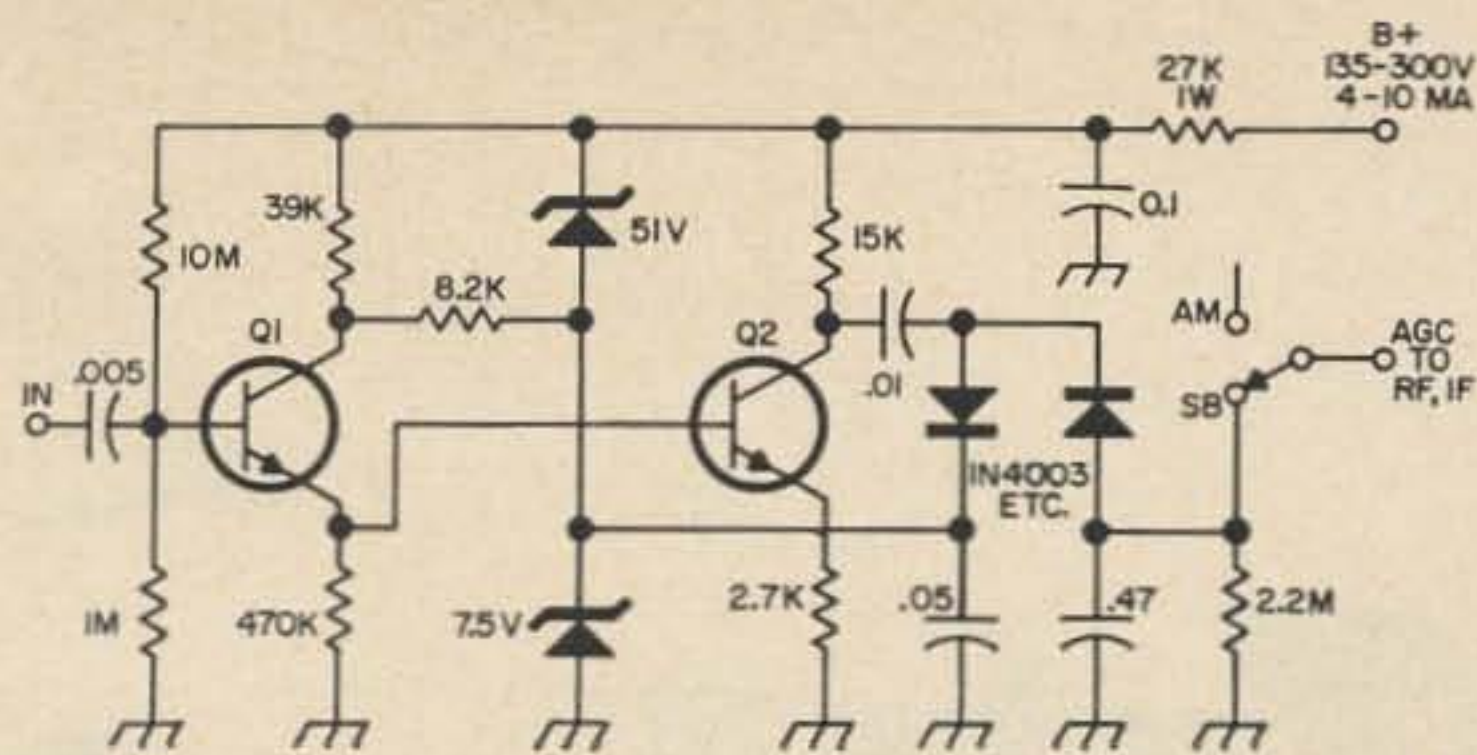 B+
135-300V
4-10 MA
27K
1W
39K
10M
8.2K
51V
15K
0.1
Q1
Q2
AM
AGC
TO
RF, IF
IN
.005
.01
SB
IN4003
ETC.
1M
470K
7.5V
2.7K
.05
.47
2.2M